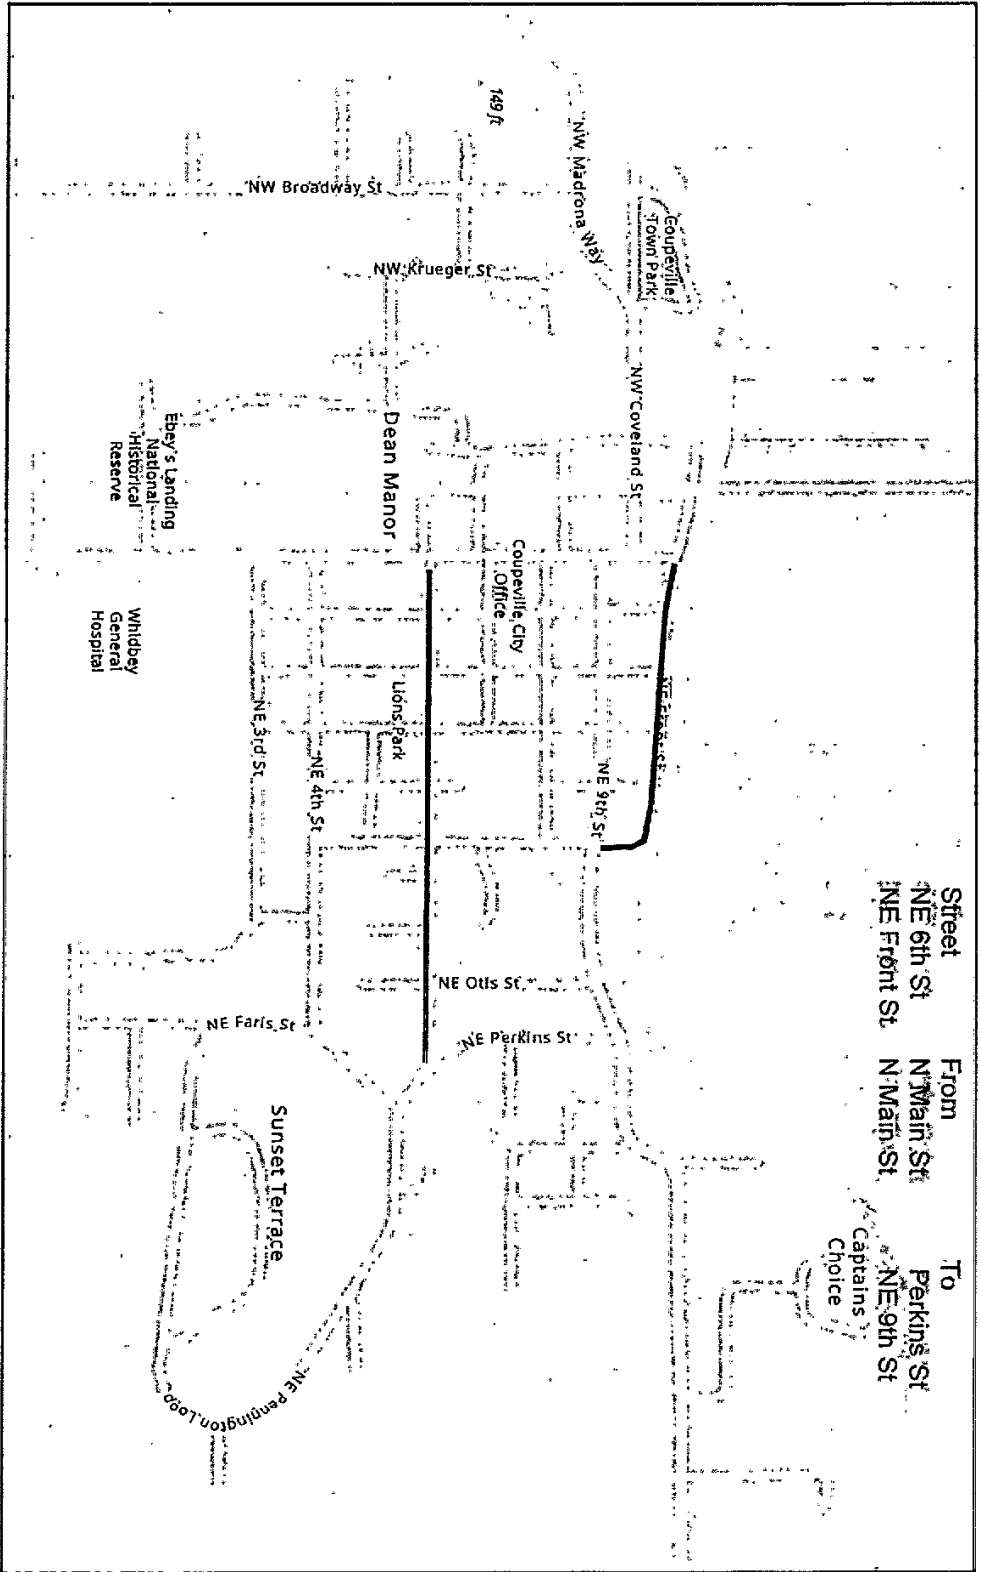 Street From To
NE 6th St N Main St Perkins St
NE Front St N Main St NE 9th St
Captains
Choice
Coupeville
Town Park
NW Madrona Way
149 ft
NW Broadway St
NW Krueger St
NW Coveland St
Dean Manor
Ebey's Landing
National
Historical
Reserve
Coupeville City
Office
Whidbey
General
Hospital
Lions Park
NE 9th St
NE 3rd St
NE 4th St
NE Otis St
NE Perkins St
NE Faris St
Sunset Terrace
NE Pennington Loop